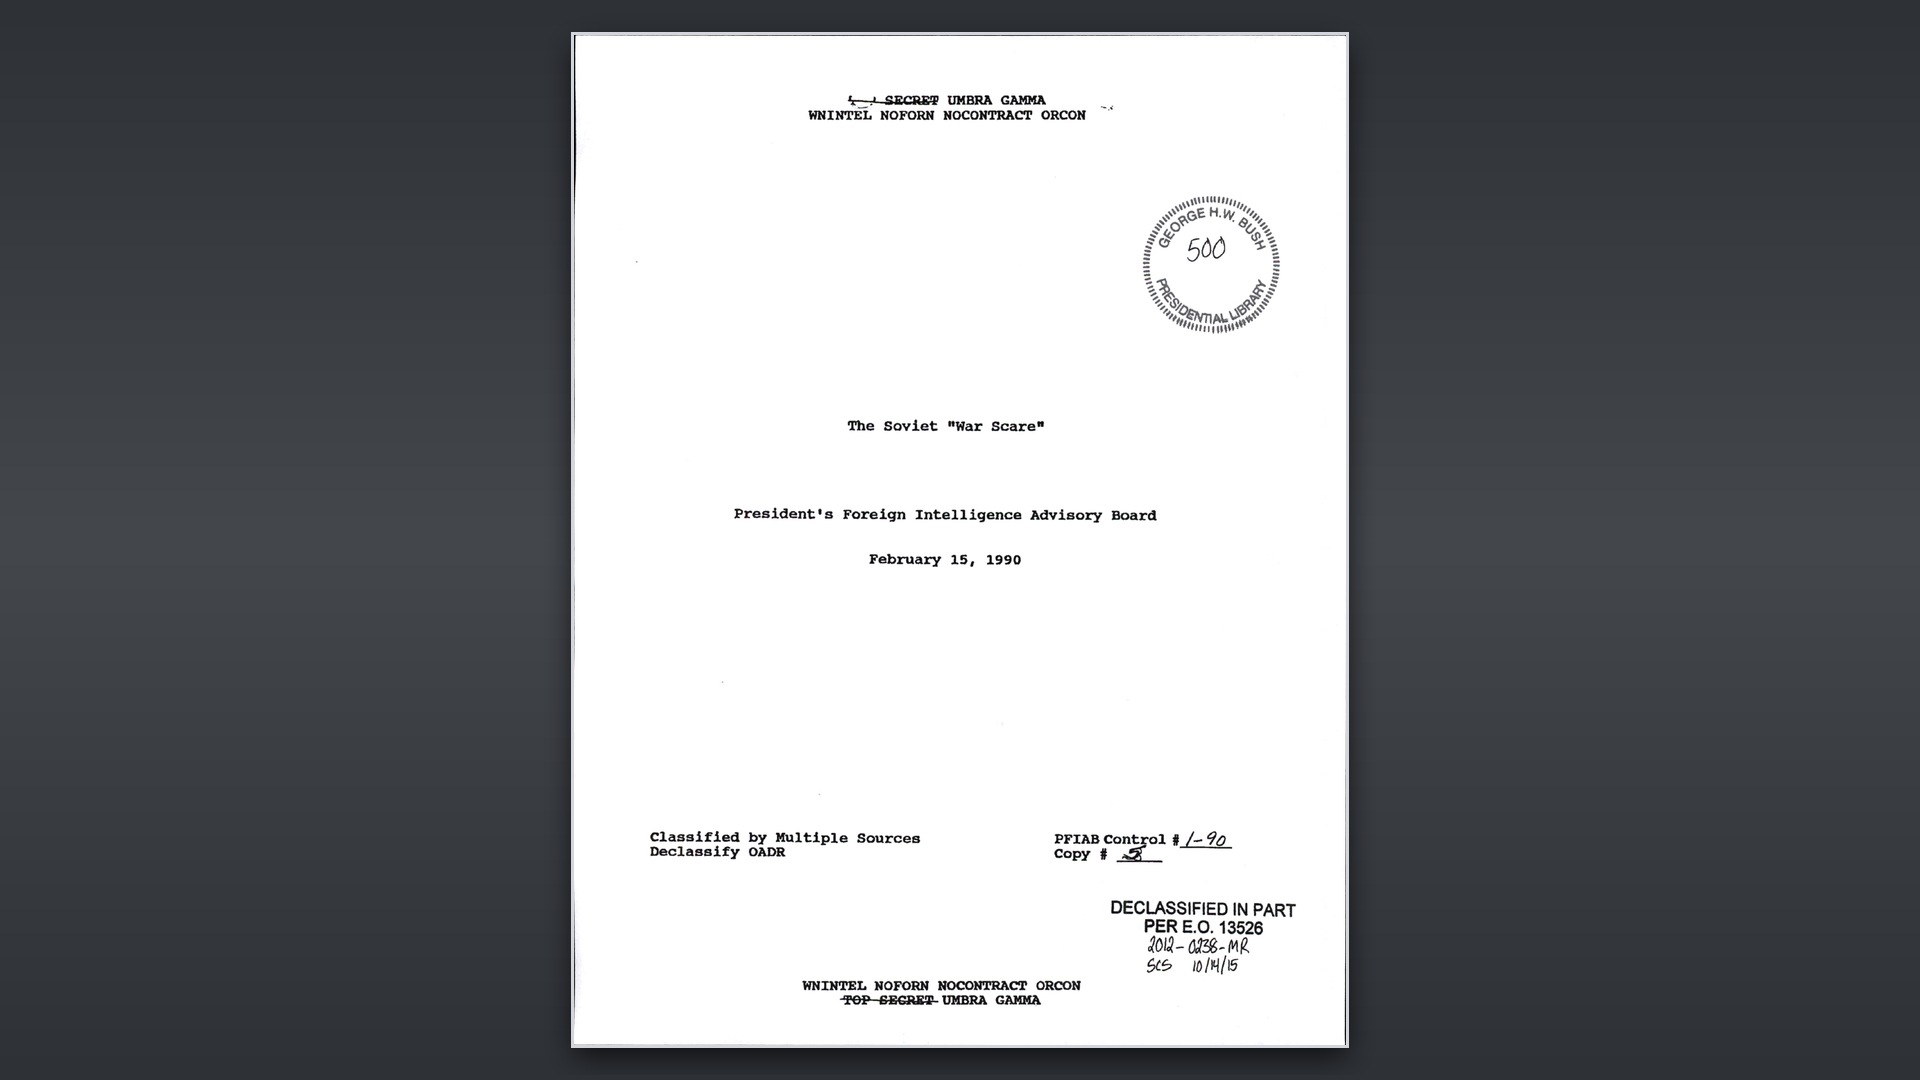 SECRET UMBRA GAMMA
WNINTEL NOFORN NOCONTRACT ORCON
GEORGE H.W. BUSH
500
PRESIDENTIAL LIBRARY
The Soviet "War Scare"
President's Foreign Intelligence Advisory Board
February 15, 1990
Classified by Multiple Sources
Declassify OADR
PFIAB Control # 1-90
Copy #
DECLASSIFIED IN PART
PER E.O. 13526
2012-0238-MR
SCS 10/14/15
WNINTEL NOFORN NOCONTRACT ORCON
TOP SECRET UMBRA GAMMA